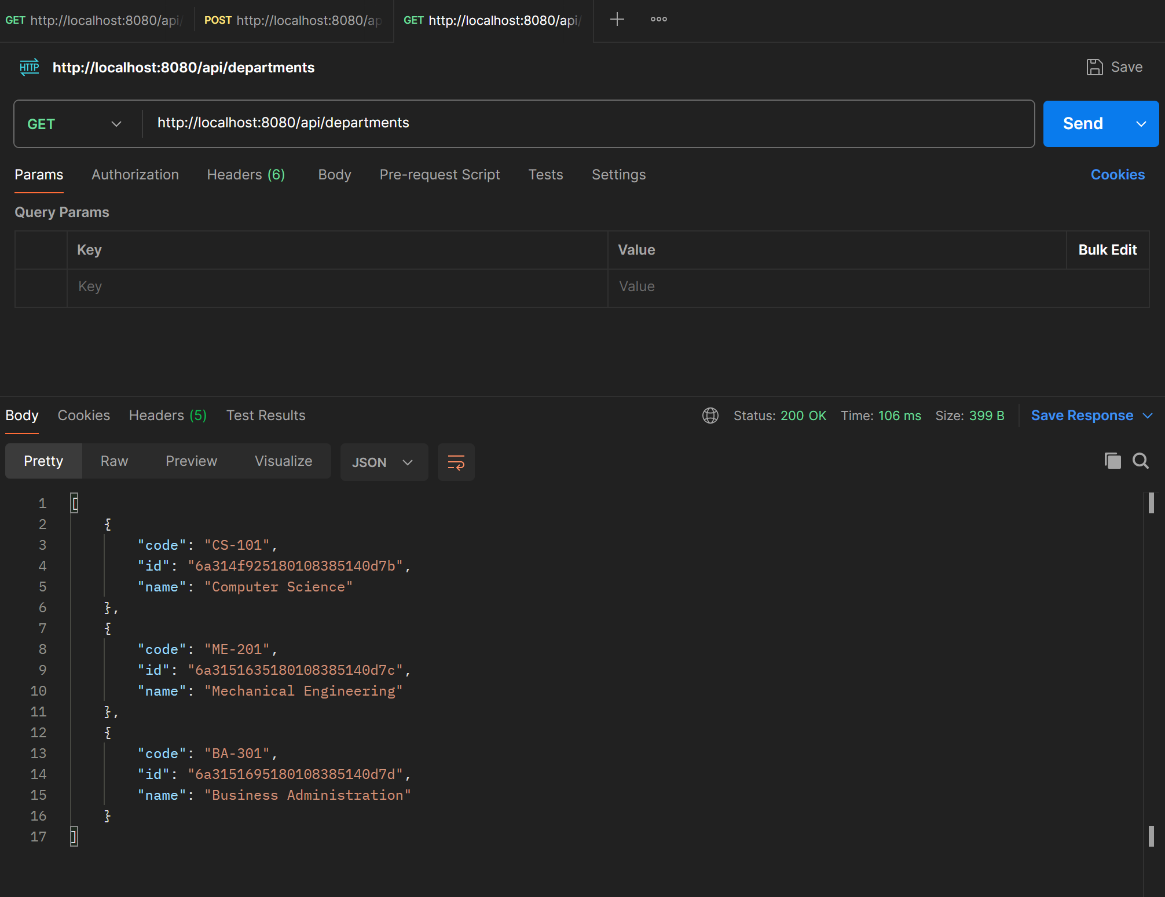 GET http://localhost:8080/api/ POST http://localhost:8080/ap GET http://localhost:8080/api/
HTTP http://localhost:8080/api/departments Save
GET http://localhost:8080/api/departments Send
Params Authorization Headers (6) Body Pre-request Script Tests Settings Cookies
Query Params
Key Value Bulk Edit
Key Value
Body Cookies Headers (5) Test Results Status: 200 OK Time: 106 ms Size: 399 B Save Response
Pretty Raw Preview Visualize JSON
1 [
2 {
3 "code": "CS-101",
4 "id": "6a314f925180108385140d7b",
5 "name": "Computer Science"
6 },
7 {
8 "code": "ME-201",
9 "id": "6a3151635180108385140d7c",
10 "name": "Mechanical Engineering"
11 },
12 {
13 "code": "BA-301",
14 "id": "6a3151695180108385140d7d",
15 "name": "Business Administration"
16 }
17 ]